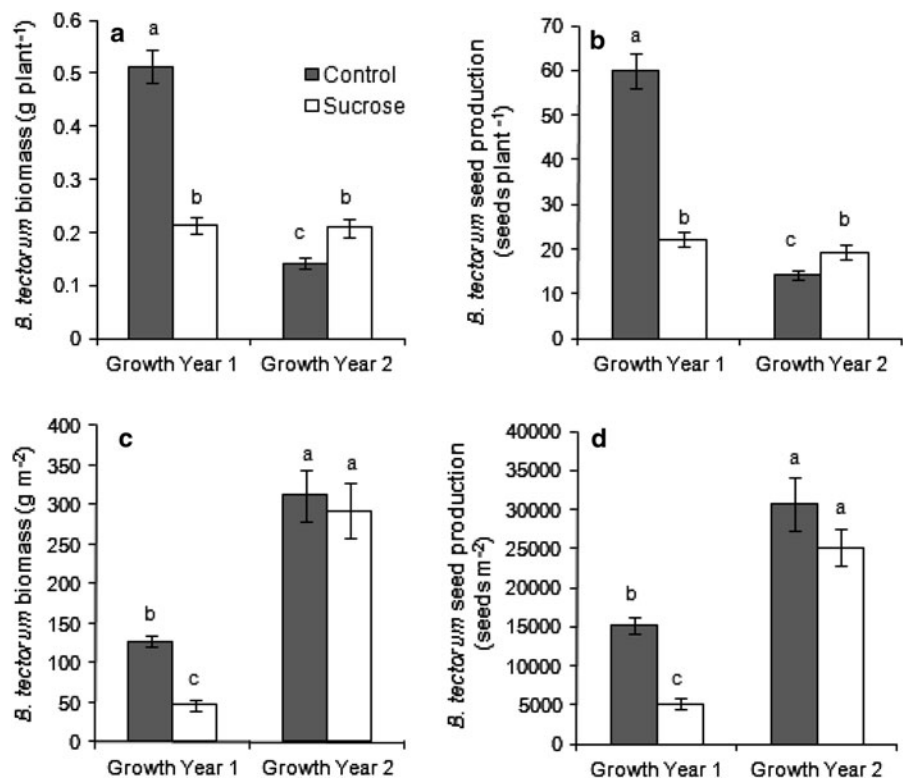 a
B. tectorum biomass (g plant⁻¹)
0.6
0.5
0.4
0.3
0.2
0.1
0
a
b
c
b
Control
Sucrose
Growth Year 1
Growth Year 2
b
B. tectorum seed production
(seeds plant ⁻¹)
70
60
50
40
30
20
10
0
a
b
c
b
Growth Year 1
Growth Year 2
c
B. tectorum biomass (g m⁻²)
400
350
300
250
200
150
100
50
0
b
c
a
a
Growth Year 1
Growth Year 2
d
B. tectorum seed production
(seeds m⁻²)
40000
35000
30000
25000
20000
15000
10000
5000
0
b
c
a
a
Growth Year 1
Growth Year 2